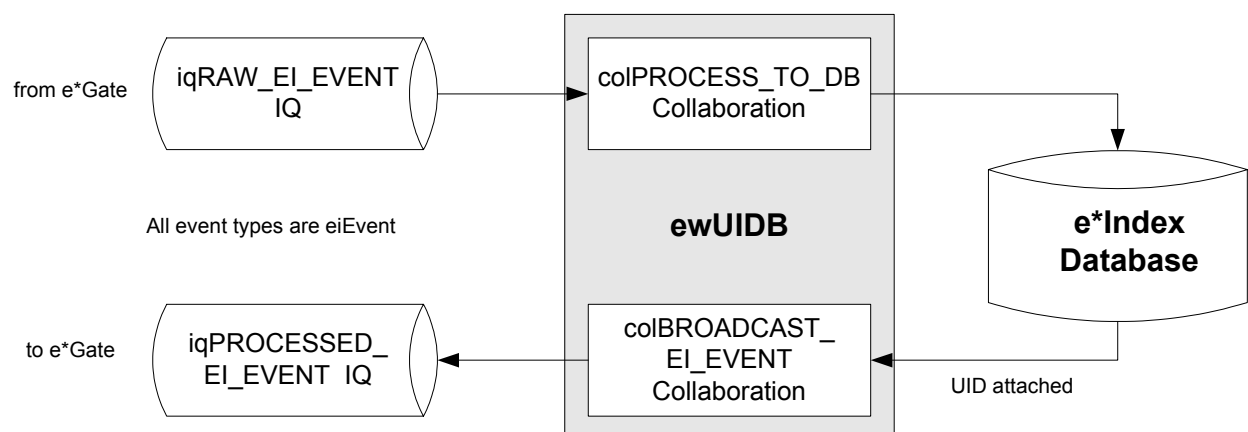 from e*Gate
iqRAW_EI_EVENT
IQ
colPROCESS_TO_DB
Collaboration
All event types are eiEvent
ewUIDB
e*Index
Database
to e*Gate
iqPROCESSED_
EI_EVENT IQ
colBROADCAST_
EI_EVENT
Collaboration
UID attached